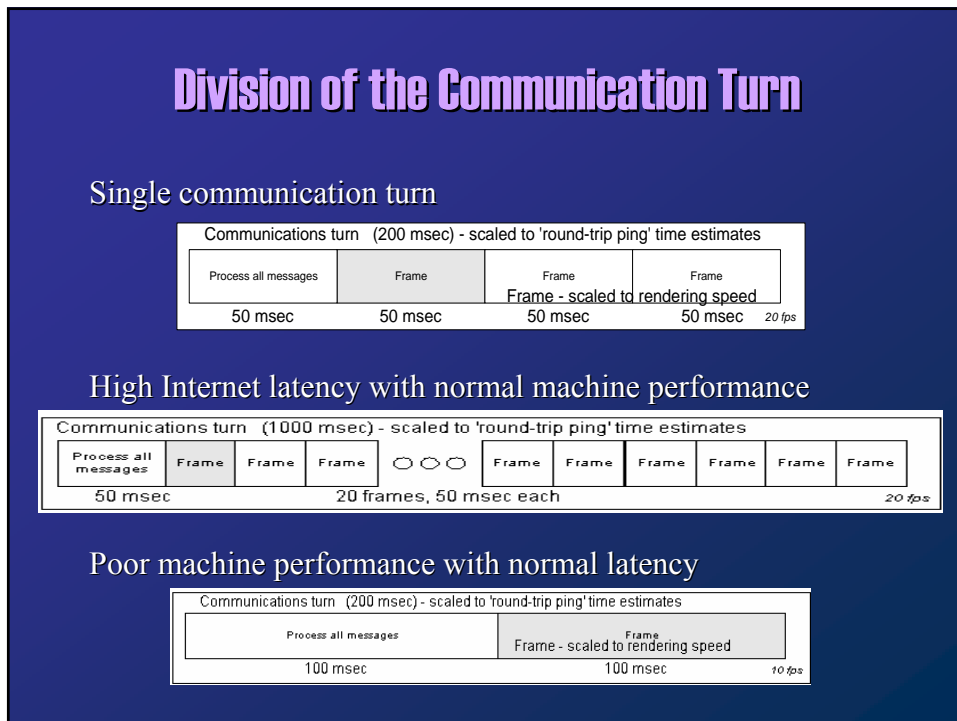 Division of the Communication Turn
Single communication turn
Communications turn (200 msec) - scaled to 'round-trip ping' time estimates
Process all messages Frame Frame Frame
Frame - scaled to rendering speed
50 msec 50 msec 50 msec 50 msec 20 fps
High Internet latency with normal machine performance
Communications turn (1000 msec) - scaled to 'round-trip ping' time estimates
Process all
messages Frame Frame Frame Frame Frame Frame Frame Frame Frame
50 msec 20 frames, 50 msec each 20 fps
Poor machine performance with normal latency
Communications turn (200 msec) - scaled to 'round-trip ping' time estimates
Process all messages Frame
Frame - scaled to rendering speed
100 msec 100 msec 10 fps